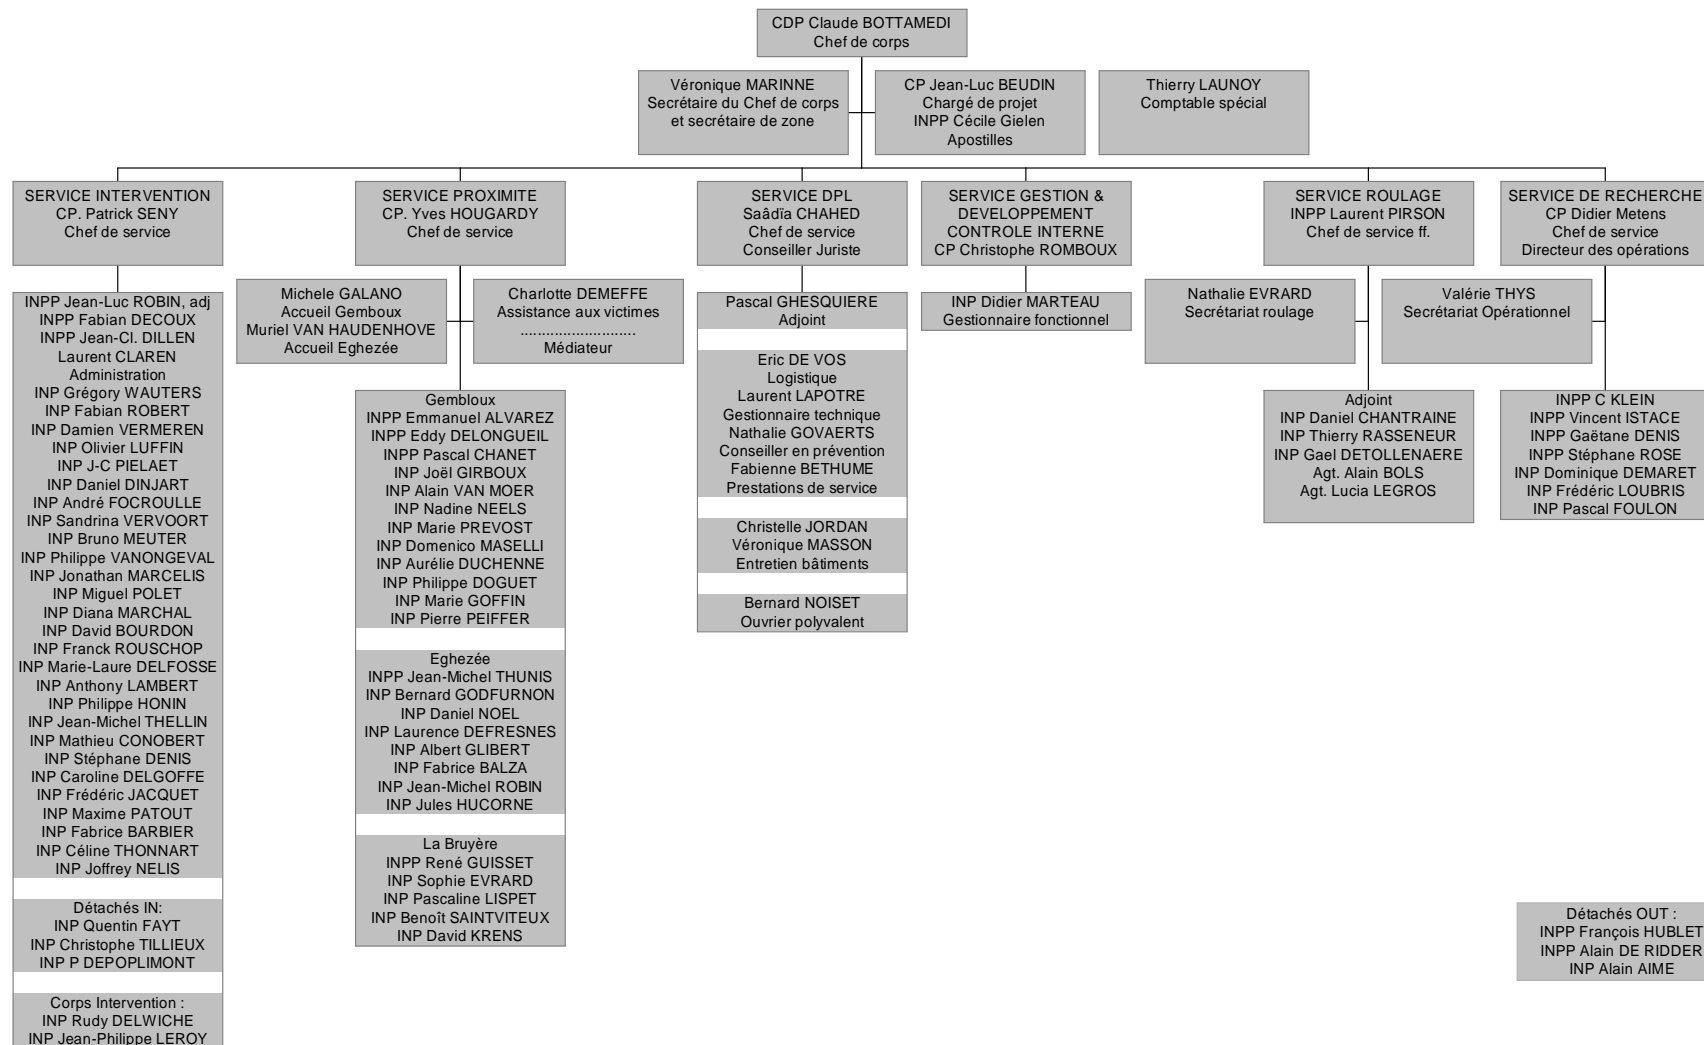 CDP Claude BOTTAMEDI
Chef de corps
Véronique MARINNE
Secrétaire du Chef de corps
et secrétaire de zone
CP Jean-Luc BEUDIN
Chargé de projet
INPP Cécile Gielen
Apostilles
Thierry LAUNOY
Comptable spécial
SERVICE INTERVENTION
CP. Patrick SENY
Chef de service
INPP Jean-Luc ROBIN, adj
INPP Fabian DECOUX
INPP Jean-Cl. DILLEN
Laurent CLAREN
Administration
INP Grégory WAUTERS
INP Fabian ROBERT
INP Damien VERMEREN
INP Olivier LUFFIN
INP J-C PIELAET
INP Daniel DINJART
INP André FOCROULLE
INP Sandrina VERVOORT
INP Bruno MEUTER
INP Philippe VANONGEVAL
INP Jonathan MARCELIS
INP Miguel POLET
INP Diana MARCHAL
INP David BOURDON
INP Franck ROUSCHOP
INP Marie-Laure DELFOSSE
INP Anthony LAMBERT
INP Philippe HONIN
INP Jean-Michel THELLIN
INP Mathieu CONOBERT
INP Stéphane DENIS
INP Caroline DELGOFFE
INP Frédéric JACQUET
INP Maxime PATOUT
INP Fabrice BARBIER
INP Céline THONNART
INP Joffrey NELIS
Détachés IN:
INP Quentin FAYT
INP Christophe TILLIEUX
INP P DEPOPLIMONT
Corps Intervention :
INP Rudy DELWICHE
INP Jean-Philippe LEROY
SERVICE PROXIMITE
CP. Yves HOUGARDY
Chef de service
Michele GALANO
Accueil Gemboux
Muriel VAN HAUDENHOVE
Accueil Eghezée
Charlotte DEMEFFE
Assistance aux victimes
...........................
Médiateur
Gembloux
INPP Emmanuel ALVAREZ
INPP Eddy DELONGUEIL
INPP Pascal CHANET
INP Joël GIRBOUX
INP Alain VAN MOER
INP Nadine NEELS
INP Marie PREVOST
INP Domenico MASELLI
INP Aurélie DUCHENNE
INP Philippe DOGUET
INP Marie GOFFIN
INP Pierre PEIFFER
Eghezée
INPP Jean-Michel THUNIS
INP Bernard GODFURNON
INP Daniel NOEL
INP Laurence DEFRESNES
INP Albert GLIBERT
INP Fabrice BALZA
INP Jean-Michel ROBIN
INP Jules HUCORNE
La Bruyère
INPP René GUISSET
INP Sophie EVRARD
INP Pascaline LISPET
INP Benoît SAINTVITEUX
INP David KRENS
SERVICE DPL
Saâdïa CHAHED
Chef de service
Conseiller Juriste
Pascal GHESQUIERE
Adjoint
Eric DE VOS
Logistique
Laurent LAPOTRE
Gestionnaire technique
Nathalie GOVAERTS
Conseiller en prévention
Fabienne BETHUME
Prestations de service
Christelle JORDAN
Véronique MASSON
Entretien bâtiments
Bernard NOISET
Ouvrier polyvalent
SERVICE GESTION &
DEVELOPPEMENT
CONTROLE INTERNE
CP Christophe ROMBOUX
INP Didier MARTEAU
Gestionnaire fonctionnel
SERVICE ROULAGE
INPP Laurent PIRSON
Chef de service ff.
Nathalie EVRARD
Secrétariat roulage
Adjoint
INP Daniel CHANTRAINE
INP Thierry RASSENEUR
INP Gael DETOLLENAERE
Agt. Alain BOLS
Agt. Lucia LEGROS
SERVICE DE RECHERCHE
CP Didier Metens
Chef de service
Directeur des opérations
Valérie THYS
Secrétariat Opérationnel
INPP C KLEIN
INPP Vincent ISTACE
INPP Gaëtane DENIS
INPP Stéphane ROSE
INP Dominique DEMARET
INP Frédéric LOUBRIS
INP Pascal FOULON
Détachés OUT :
INPP François HUBLET
INPP Alain DE RIDDER
INP Alain AIME